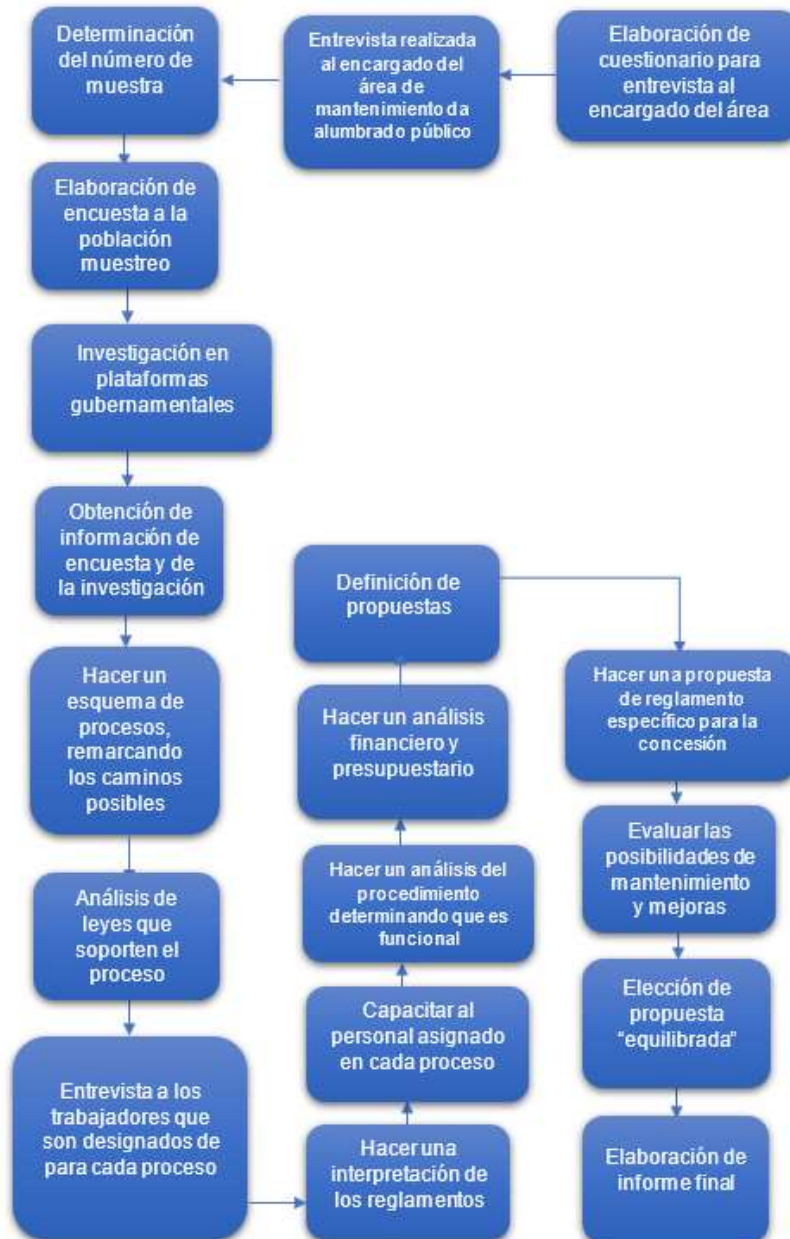 Elaboración de
cuestionario para
entrevista al
encargado del área
Entrevista realizada
al encargado del
área de
mantenimiento da
alumbrado público
Determinación
del número de
muestra
Elaboración de
encuesta a la
población
muestreo
Investigación en
plataformas
gubernamentales
Obtención de
información de
encuesta y de
la investigación
Hacer un
esquema de
procesos,
remarcando
los caminos
posibles
Análisis de
leyes que
soporten el
proceso
Entrevista a los
trabajadores que
son designados de
para cada proceso
Hacer una
interpretación de
los reglamentos
Capacitar al
personal asignado
en cada proceso
Hacer un análisis del
procedimiento
determinando que es
funcional
Hacer un análisis
financiero y
presupuestario
Definición de
propuestas
Hacer una propuesta
de reglamento
específico para la
concesión
Evaluar las
posibilidades de
mantenimiento
y mejoras
Elección de
propuesta
“equilibrada”
Elaboración de
informe final